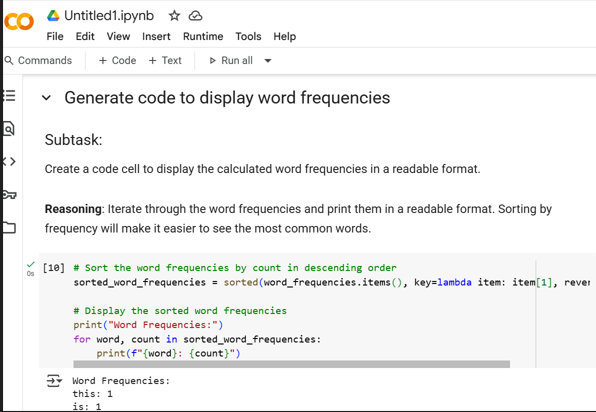 Untitled1.ipynb
File Edit View Insert Runtime Tools Help
Commands + Code + Text Run all
Generate code to display word frequencies
Subtask:
Create a code cell to display the calculated word frequencies in a readable format.
Reasoning: Iterate through the word frequencies and print them in a readable format. Sorting by
frequency will make it easier to see the most common words.
[10] # Sort the word frequencies by count in descending order
0s sorted_word_frequencies = sorted(word_frequencies.items(), key=lambda item: item[1], rever
# Display the sorted word frequencies
print("Word Frequencies:")
for word, count in sorted_word_frequencies:
print(f"{word}: {count}")
Word Frequencies:
this: 1
is: 1